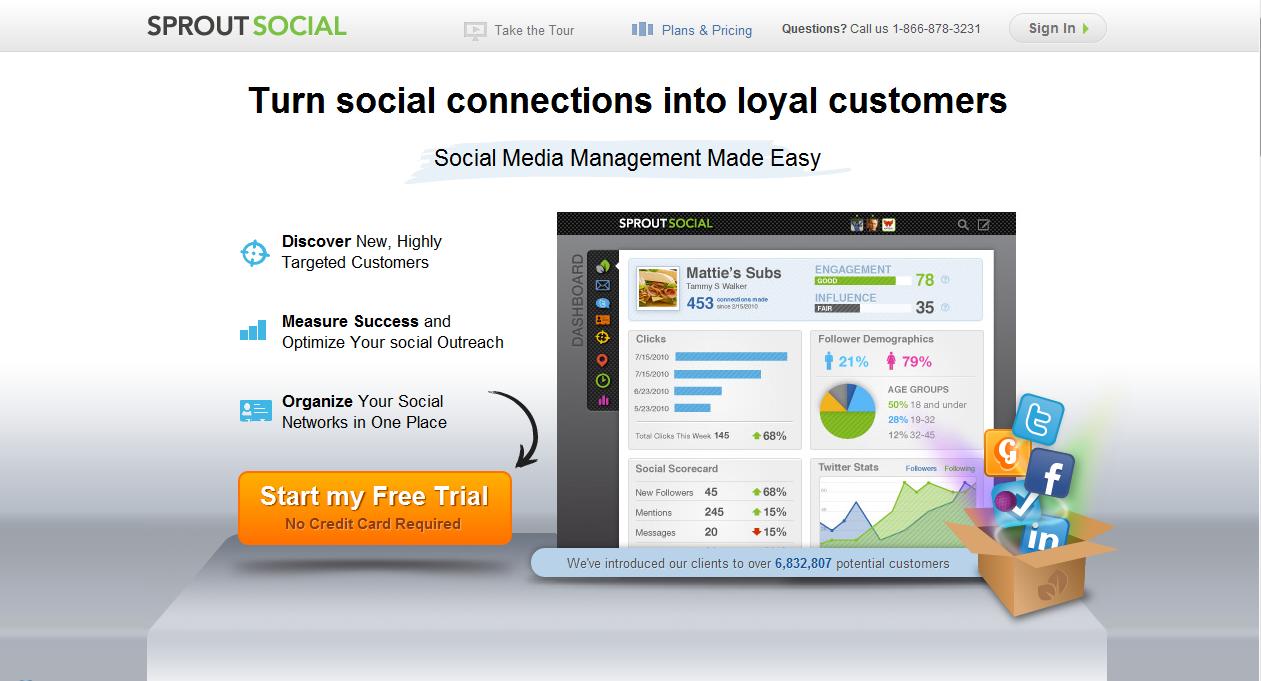 SPROUTSOCIAL
Take the Tour
Plans & Pricing
Questions? Call us 1-866-878-3231
Sign In
Turn social connections into loyal customers
Social Media Management Made Easy
Discover New, Highly
Targeted Customers
Measure Success and
Optimize Your social Outreach
Organize Your Social
Networks in One Place
Start my Free Trial
No Credit Card Required
SPROUTSOCIAL
DASHBOARD
Mattie's Subs
Tammy S Walker
453 connections made
since 2/15/2010
ENGAGEMENT
GOOD 78
INFLUENCE
FAIR 35
Clicks
7/15/2010
7/15/2010
6/23/2010
5/23/2010
Total Clicks This Week 145 68%
Follower Demographics
21% 79%
AGE GROUPS
50% 18 and under
28% 19-32
12% 32-45
Social Scorecard
New Followers 45 68%
Mentions 245 15%
Messages 20 15%
Twitter Stats Followers Following
We've introduced our clients to over 6,832,807 potential customers
t
G
f
in